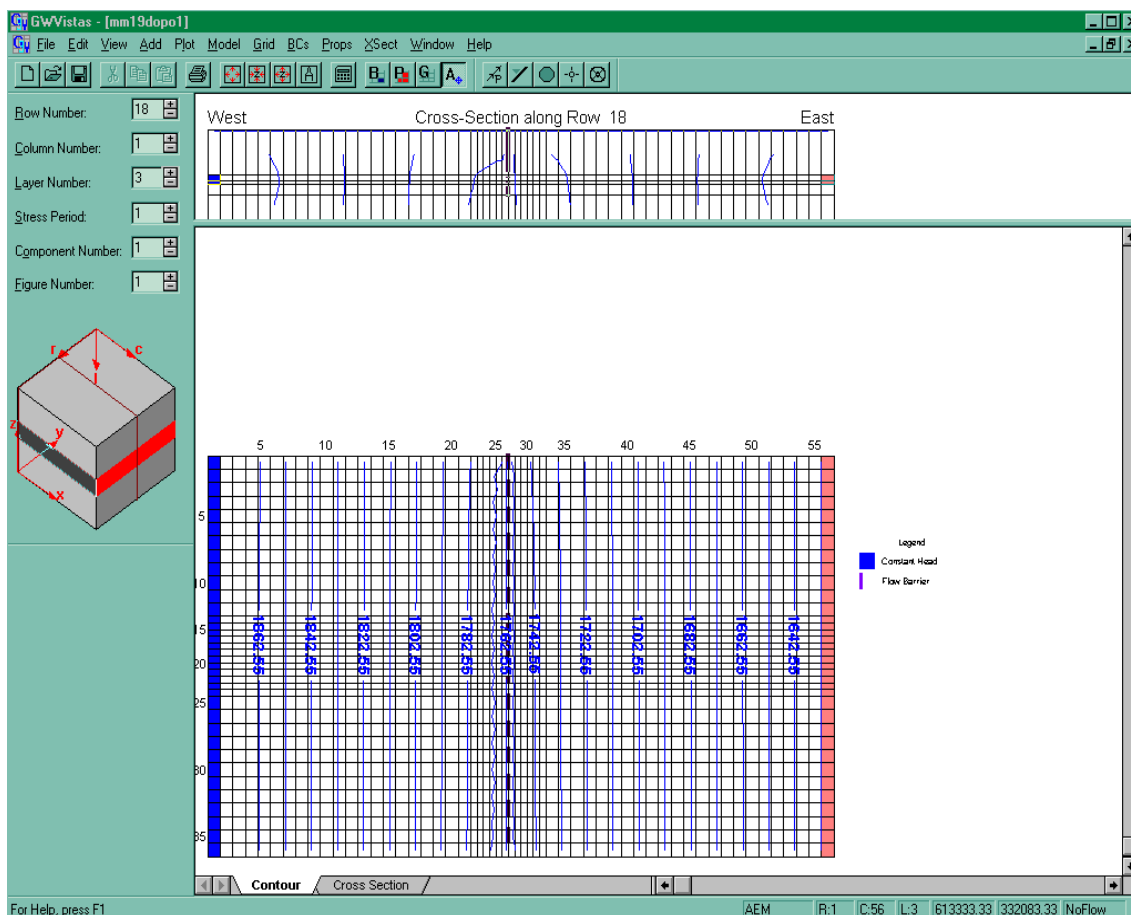 GWVistas - [mm19dopo1]
File Edit View Add Plot Model Grid BCs Props XSect Window Help
Row Number: 18
Column Number: 1
Layer Number: 3
Stress Period: 1
Component Number: 1
Figure Number: 1
West Cross-Section along Row 18 East
r c
z y x
5 10 15 20 25 30 35 40 45 50 55
5
10
15
20
25
30
35
1862.55 1842.55 1822.55 1802.55 1782.55 1762.55 1742.55 1722.55 1702.55 1682.55 1662.55 1642.55
Legend
Constant Head
Flow Barrier
Contour Cross Section
For Help, press F1 AEM R:1 C:56 L:3 613333.33 332083.33 NoFlow